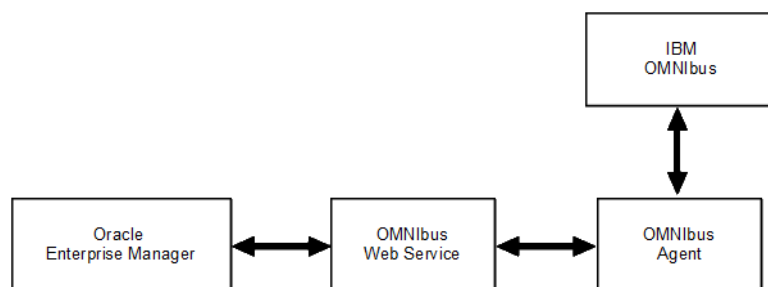 IBM
OMNIbus
Oracle
Enterprise Manager
OMNIbus
Web Service
OMNIbus
Agent